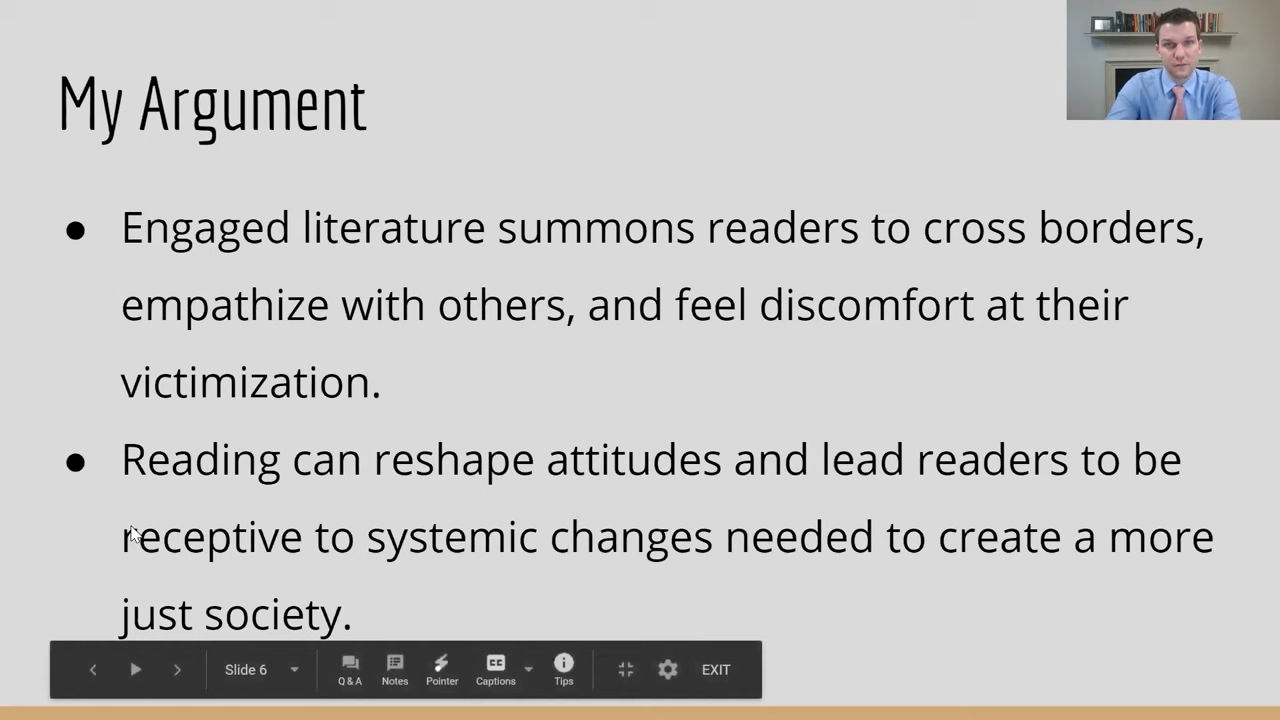 My Argument
● Engaged literature summons readers to cross borders,
empathize with others, and feel discomfort at their
victimization.
● Reading can reshape attitudes and lead readers to be
receptive to systemic changes needed to create a more
just society.
Slide 6 Q & A Notes Pointer CC Captions Tips EXIT